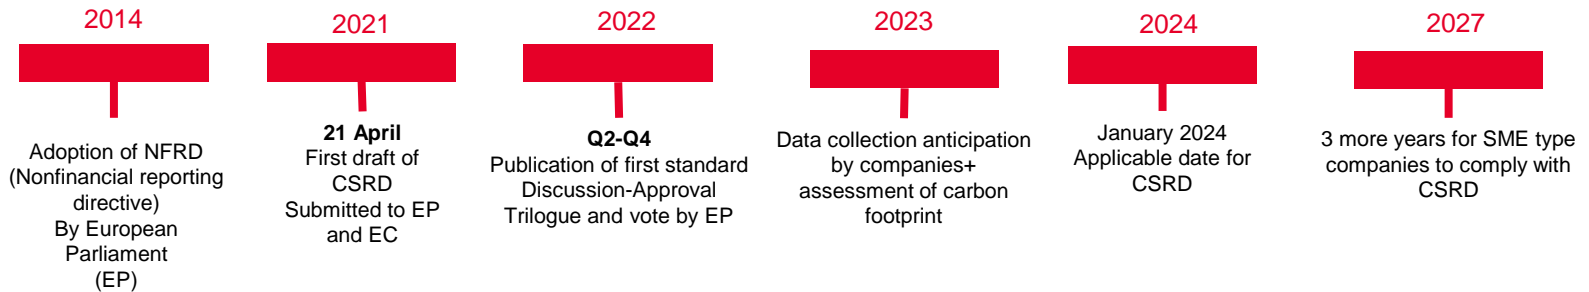 2014
Adoption of NFRD
(Nonfinancial reporting
directive)
By European
Parliament
(EP)
2021
21 April
First draft of
CSRD
Submitted to EP
and EC
2022
Q2-Q4
Publication of first standard
Discussion-Approval
Trilogue and vote by EP
2023
Data collection anticipation
by companies+
assessment of carbon
footprint
2024
January 2024
Applicable date for
CSRD
2027
3 more years for SME type
companies to comply with
CSRD